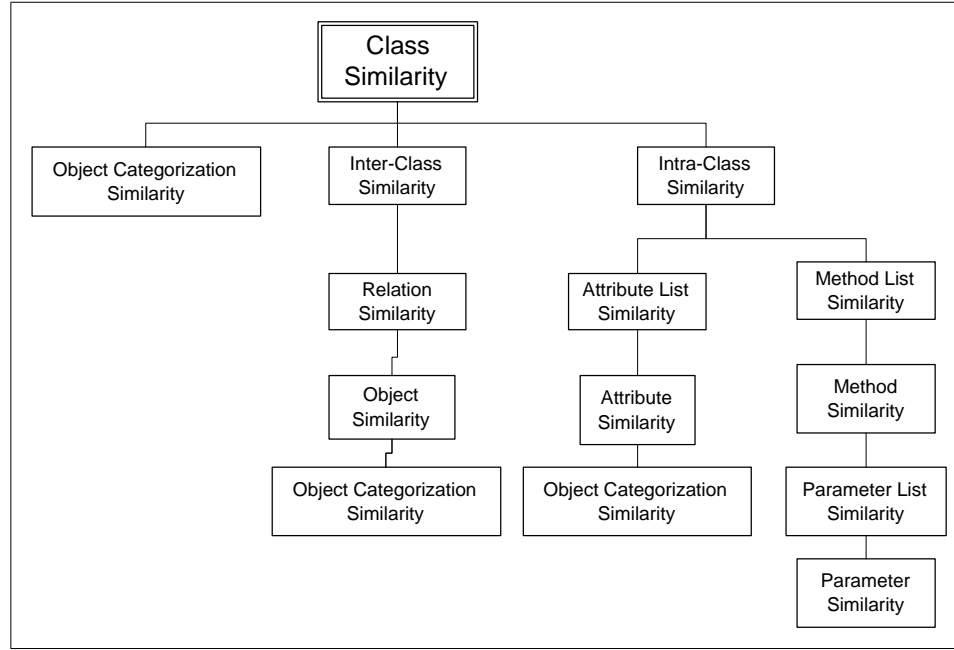 Class
Similarity
Object Categorization
Similarity
Inter-Class
Similarity
Intra-Class
Similarity
Relation
Similarity
Attribute List
Similarity
Method List
Similarity
Object
Similarity
Attribute
Similarity
Method
Similarity
Object Categorization
Similarity
Object Categorization
Similarity
Parameter List
Similarity
Parameter
Similarity